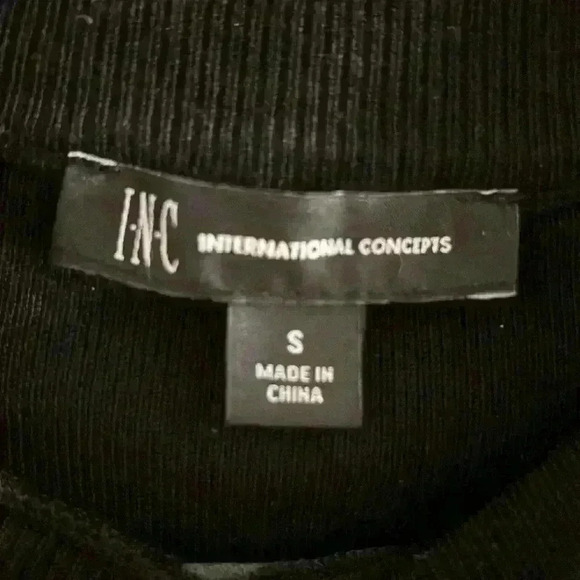 I·N·C INTERNATIONAL CONCEPTS
S
MADE IN
CHINA